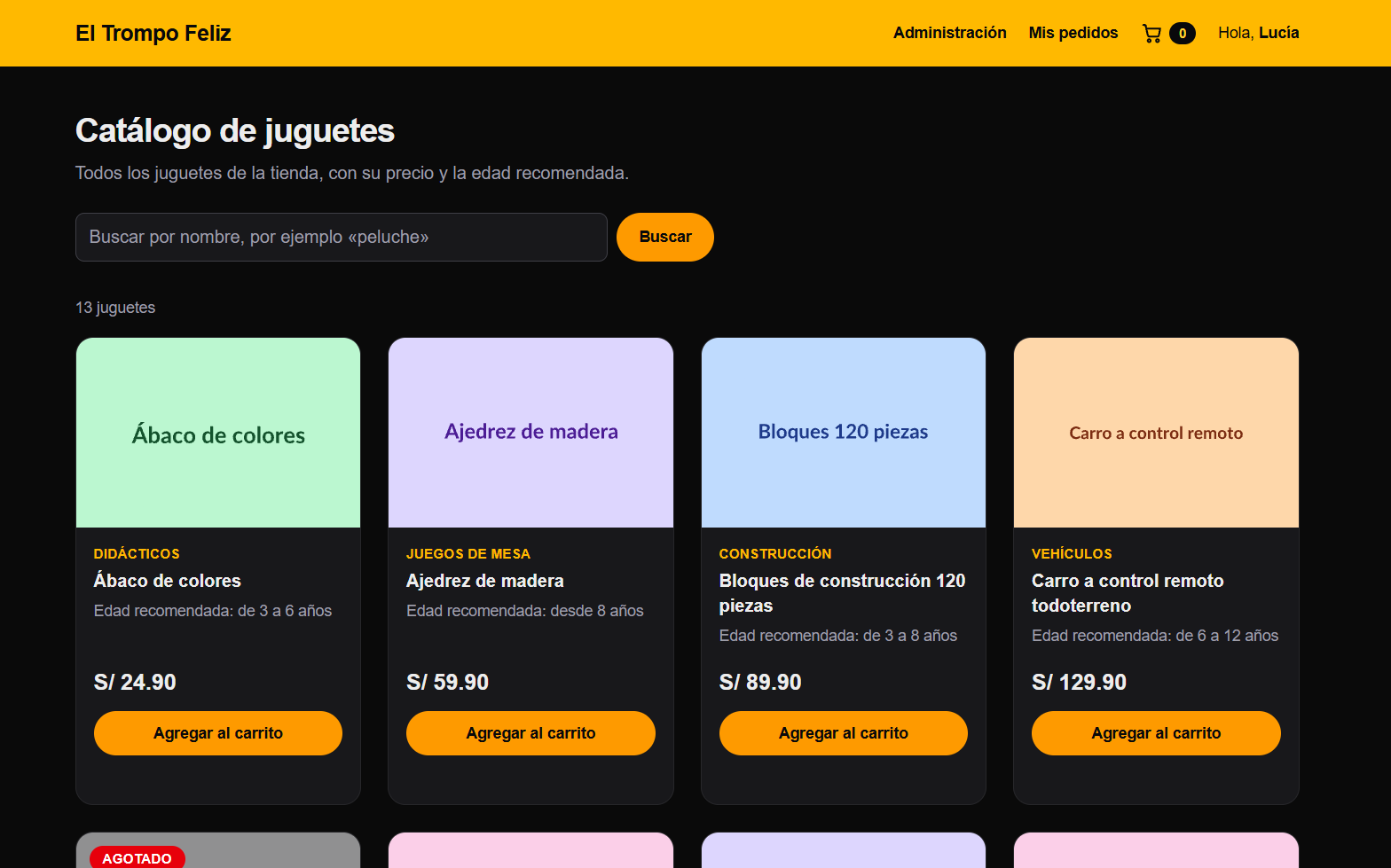 El Trompo Feliz
Administración
Mis pedidos
0
Hola, Lucía
Catálogo de juguetes
Todos los juguetes de la tienda, con su precio y la edad recomendada.
Buscar por nombre, por ejemplo «peluche»
Buscar
13 juguetes
Ábaco de colores
DIDÁCTICOS
Ábaco de colores
Edad recomendada: de 3 a 6 años
S/ 24.90
Agregar al carrito
Ajedrez de madera
JUEGOS DE MESA
Ajedrez de madera
Edad recomendada: desde 8 años
S/ 59.90
Agregar al carrito
Bloques 120 piezas
CONSTRUCCIÓN
Bloques de construcción 120
piezas
Edad recomendada: de 3 a 8 años
S/ 89.90
Agregar al carrito
Carro a control remoto
VEHÍCULOS
Carro a control remoto
todoterreno
Edad recomendada: de 6 a 12 años
S/ 129.90
Agregar al carrito
AGOTADO